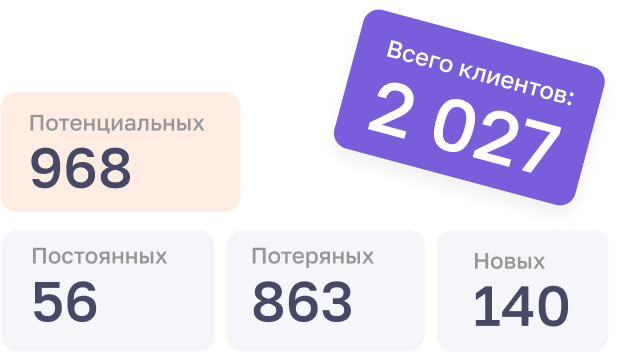 Всего клиентов:
2 027
Потенциальных
968
Постоянных
56
Потеряных
863
Новых
140